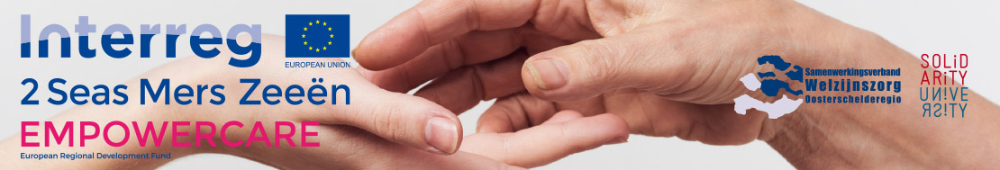 Interreg
EUROPEAN UNION
2 Seas Mers Zeeën
EMPOWERCARE
European Regional Development Fund
Samenwerkingsverband
Welzijnszorg
Oosterschelderegio
SOLiD
ARiTY
UNiVE
RSiTY